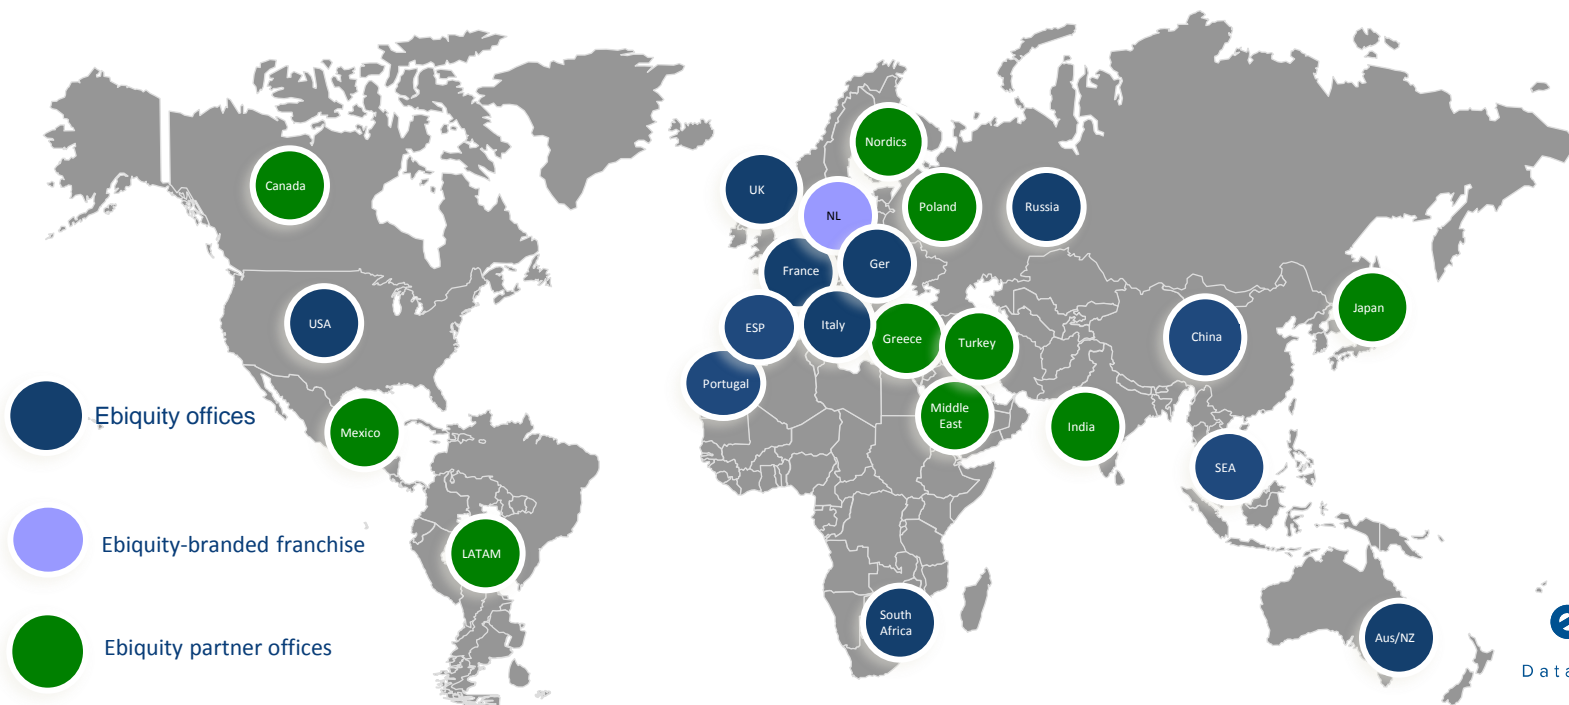 Nordics
Canada
UK
Poland
Russia
NL
Ger
France
Japan
USA
ESP
Italy
Greece
Turkey
China
Portugal
Ebiquity offices
Middle
East
Mexico
India
SEA
Ebiquity-branded franchise
LATAM
South
Africa
Aus/NZ
Ebiquity partner offices
Data